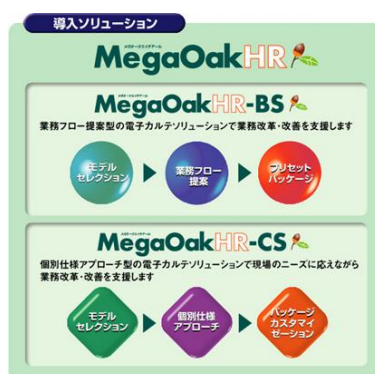 導入ソリューション
メガオークエイチアール
MegaOakHR
MegaOakHR-BS
業務フロー提案型の電子カルテソリューションで業務改革・改善を支援します
モデル
セレクション
業務フロー
提案
プリセット
パッケージ
MegaOakHR-CS
個別仕様アプローチ型の電子カルテソリューションで現場のニーズに応えながら
業務改革・改善を支援します
モデル
セレクション
個別仕様
アプローチ
パッケージ
カスタマイ
ゼーション